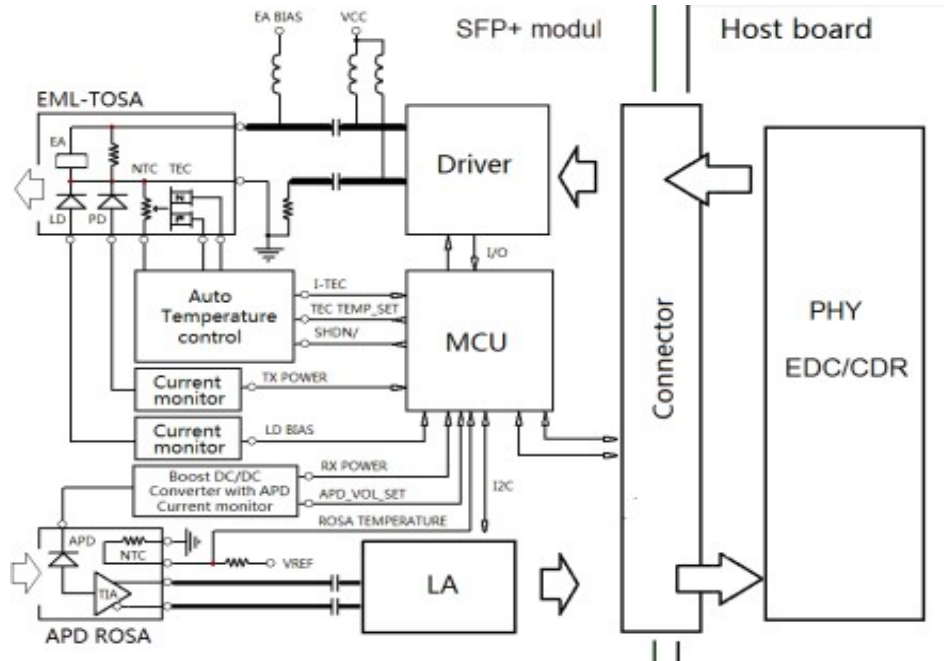 EA BIAS
VCC
SFP+ modul
Host board
EML-TOSA
EA
NTC
TEC
N
P
LD
PD
Driver
I/O
Auto
Temperature
control
I-TEC
TEC TEMP_SET
SHDN/
MCU
Connector
PHY
EDC/CDR
Current
monitor
TX POWER
Current
monitor
LD BIAS
Boost DC/DC
Converter with APD
Current monitor
RX POWER
APD_VOL_SET
I2C
ROSA TEMPERATURE
APD
NTC
VREF
TIA
LA
APD ROSA